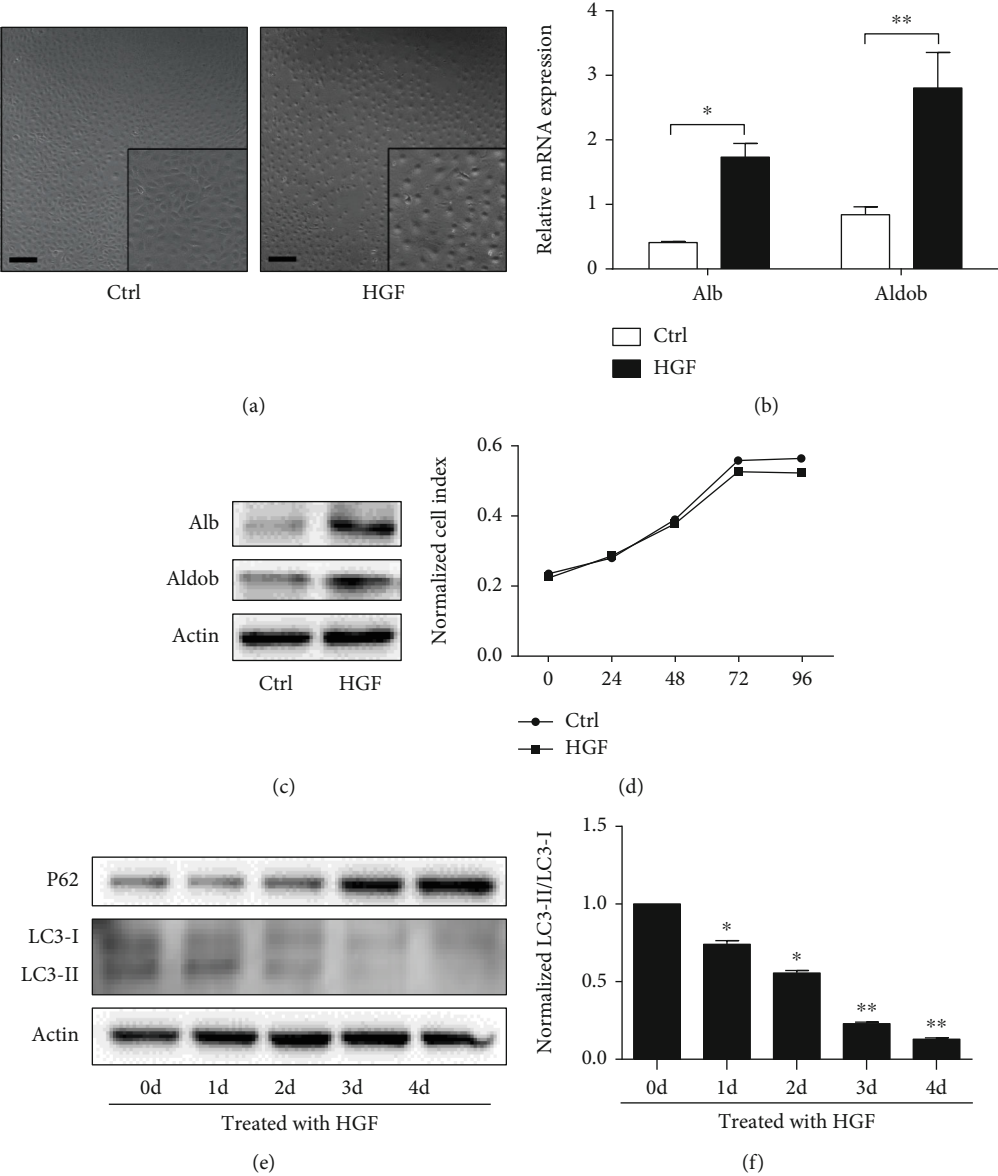 Ctrl
HGF
(a)
Relative mRNA expression
4
3
2
1
0
*
**
Alb
Aldob
Ctrl
HGF
(b)
Alb
Aldob
Actin
Ctrl
HGF
(c)
Normalized cell index
0.6
0.4
0.2
0.0
0
24
48
72
96
Ctrl
HGF
(d)
P62
LC3-I
LC3-II
Actin
0d
1d
2d
3d
4d
Treated with HGF
(e)
Normalized LC3-II/LC3-I
1.5
1.0
0.5
0.0
*
*
**
**
0d
1d
2d
3d
4d
Treated with HGF
(f)